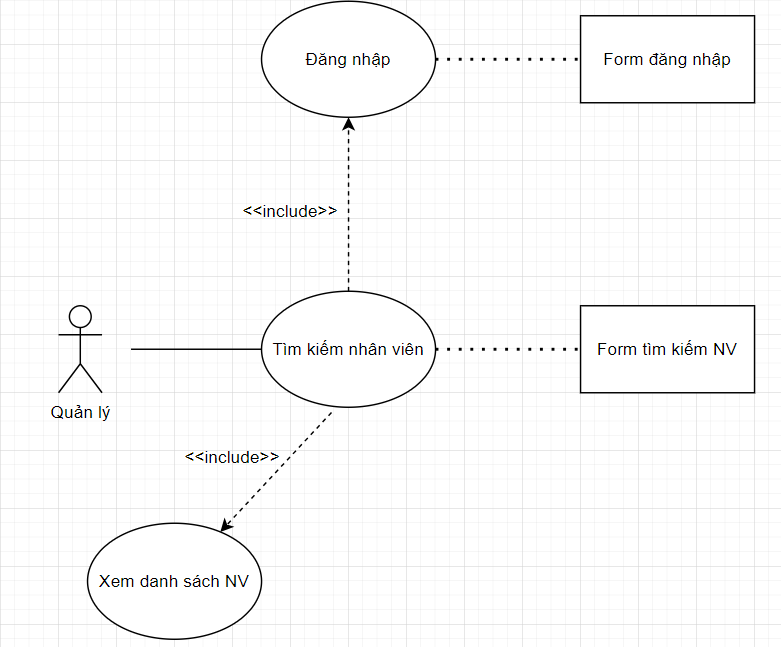 Đăng nhập
Form đăng nhập
<<include>>
Tìm kiếm nhân viên
Form tìm kiếm NV
Quản lý
<<include>>
Xem danh sách NV